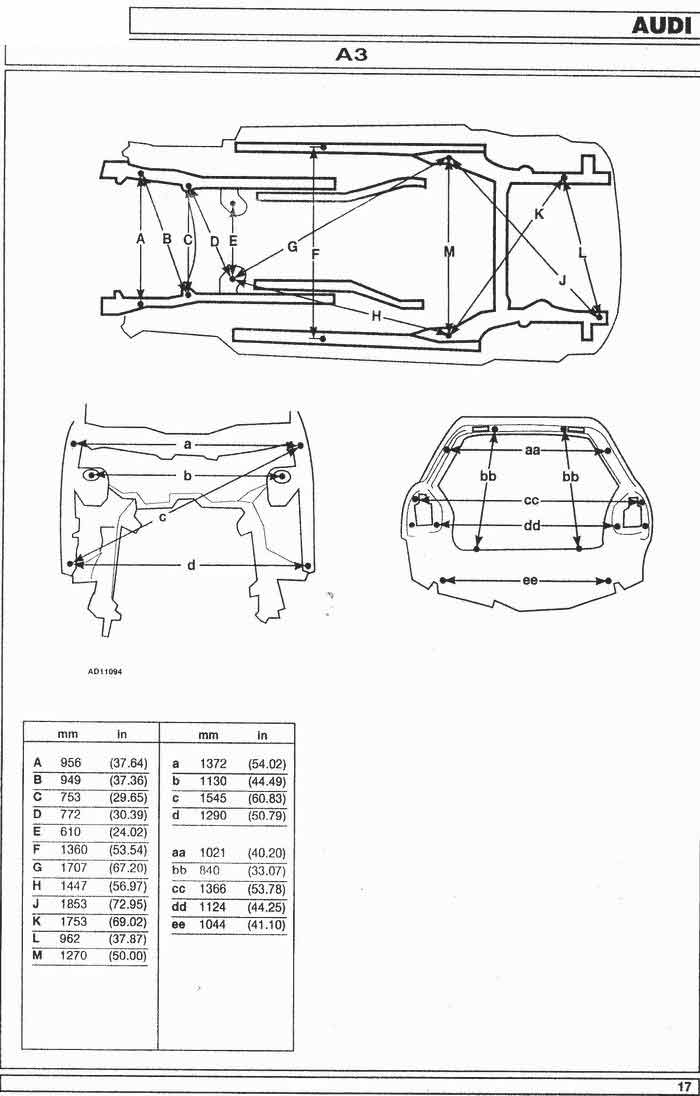 AUDI
A3
A B C D E G F H M K J L
a
b
c
d
aa
bb bb
cc
dd
ee
AD11094
mm in mm in
A 956 (37.64) a 1372 (54.02)
B 949 (37.36) b 1130 (44.49)
C 753 (29.65) c 1545 (60.83)
D 772 (30.39) d 1290 (50.79)
E 610 (24.02)
F 1360 (53.54) aa 1021 (40.20)
G 1707 (67.20) bb 840 (33.07)
H 1447 (56.97) cc 1366 (53.78)
J 1853 (72.95) dd 1124 (44.25)
K 1753 (69.02) ee 1044 (41.10)
L 962 (37.87)
M 1270 (50.00)
17